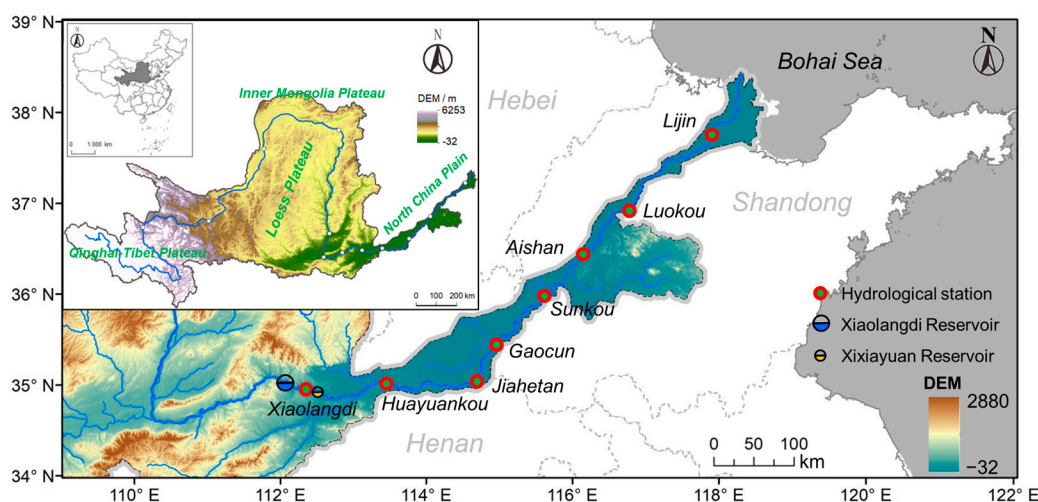 39° N
38° N
37° N
36° N
35° N
34° N
110° E
112° E
114° E
116° E
118° E
120° E
122° E
N
0 1 000 km
N
Inner Mongolia Plateau
DEM / m
6253
-32
Loess Plateau
North China Plain
Qinghai-Tibet Plateau
0 100 200 km
N
Bohai Sea
Hebei
Lijin
Shandong
Luokou
Aishan
Sunkou
Gaocun
Jiahetan
Huayuankou
Xiaolangdi
Henan
Hydrological station
Xiaolangdi Reservoir
Xixiayuan Reservoir
DEM
2880
−32
0 50 100
km